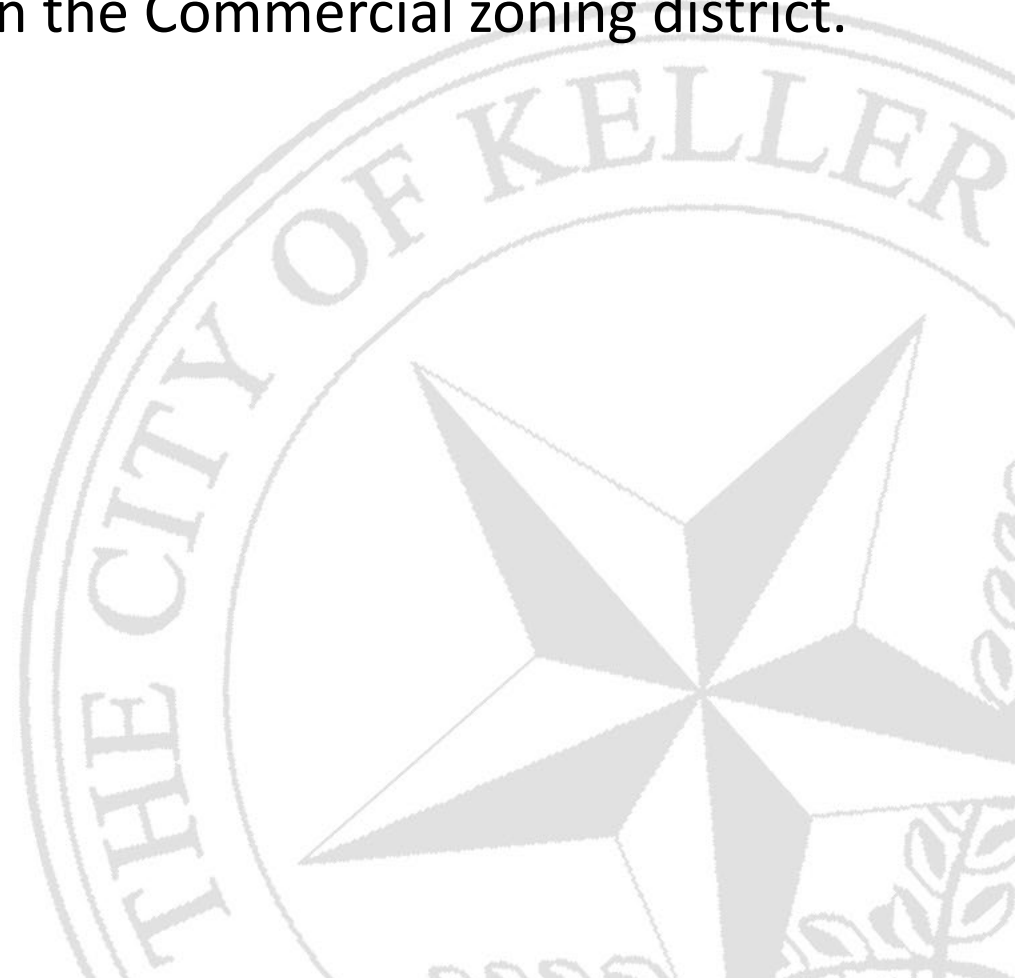 n the Commercial zoning district.
THE CITY OF KELLER